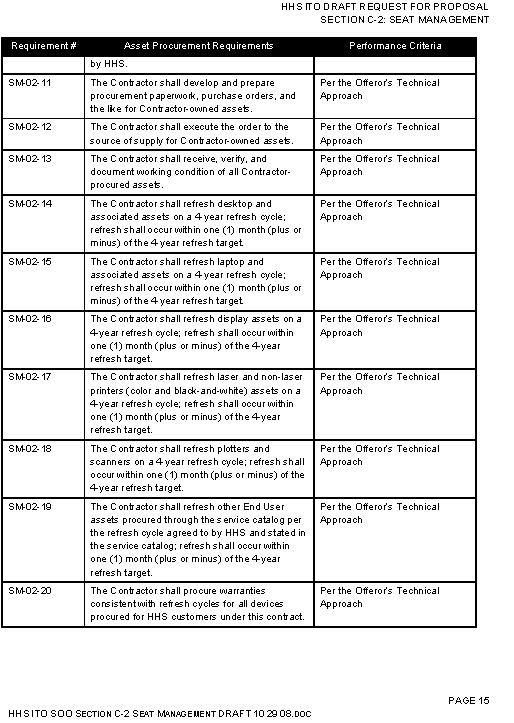 HHS ITO DRAFT REQUEST FOR PROPOSAL
SECTION C-2: SEAT MANAGEMENT
Requirement # Asset Procurement Requirements Performance Criteria
by HHS.
SM-02-11 The Contractor shall develop and prepare Per the Offeror's Technical
procurement paperwork, purchase orders, and Approach
the like for Contractor-owned assets.
SM-02-12 The Contractor shall execute the order to the Per the Offeror's Technical
source of supply for Contractor-owned assets. Approach
SM-02-13 The Contractor shall receive, verify, and Per the Offeror's Technical
document working condition of all Contractor- Approach
procured assets.
SM-02-14 The Contractor shall refresh desktop and Per the Offeror's Technical
associated assets on a 4-year refresh cycle; Approach
refresh shall occur within one (1) month (plus or
minus) of the 4-year refresh target.
SM-02-15 The Contractor shall refresh laptop and Per the Offeror's Technical
associated assets on a 4-year refresh cycle; Approach
refresh shall occur within one (1) month (plus or
minus) of the 4-year refresh target.
SM-02-16 The Contractor shall refresh display assets on a Per the Offeror's Technical
4-year refresh cycle; refresh shall occur within Approach
one (1) month (plus or minus) of the 4-year
refresh target.
SM-02-17 The Contractor shall refresh laser and non-laser Per the Offeror's Technical
printers (color and black-and-white) assets on a Approach
4-year refresh cycle; refresh shall occur within
one (1) month (plus or minus) of the 4-year
refresh target.
SM-02-18 The Contractor shall refresh plotters and Per the Offeror's Technical
scanners on a 4-year refresh cycle; refresh shall Approach
occur within one (1) month (plus or minus) of the
4-year refresh target.
SM-02-19 The Contractor shall refresh other End User Per the Offeror's Technical
assets procured through the service catalog per Approach
the refresh cycle agreed to by HHS and stated in
the service catalog; refresh shall occur within
one (1) month (plus or minus) of the 4-year
refresh target.
SM-02-20 The Contractor shall procure warranties Per the Offeror's Technical
consistent with refresh cycles for all devices Approach
procured for HHS customers under this contract.
PAGE 15
HHS ITO SOO SECTION C-2 SEAT MANAGEMENT DRAFT 10 29 08.DOC